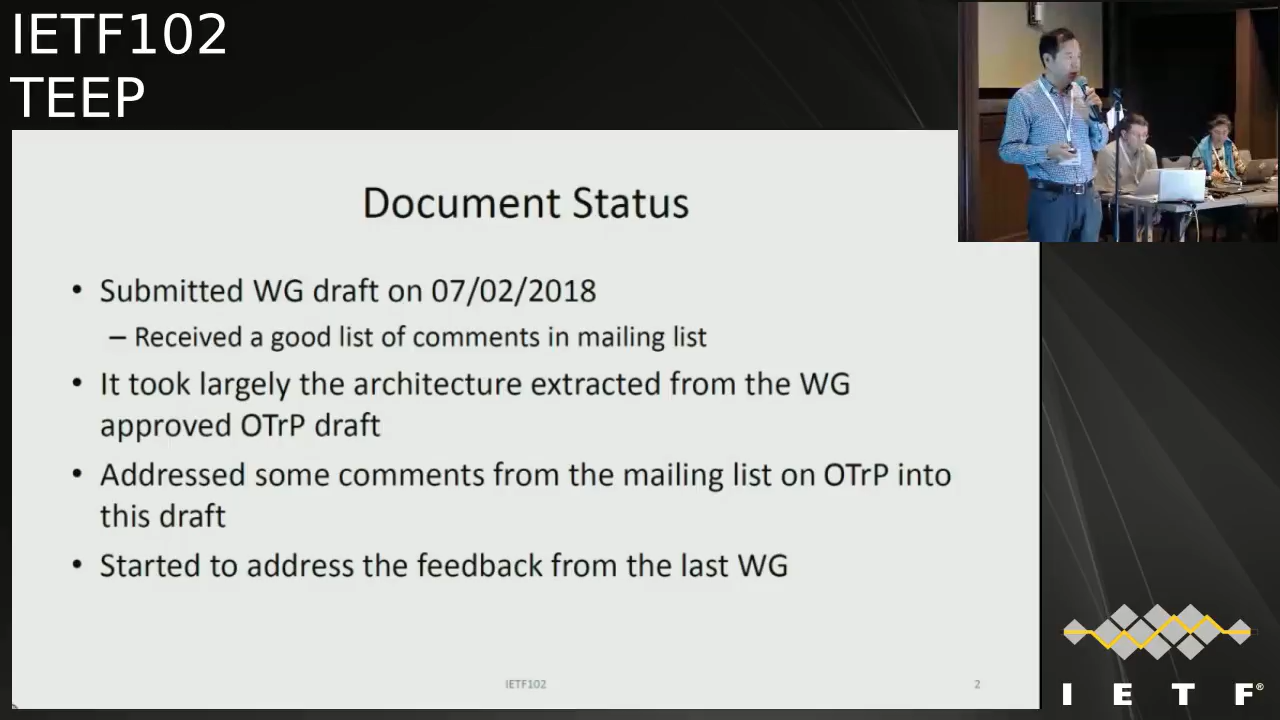 IETF102
TEEP
Document Status
• Submitted WG draft on 07/02/2018
– Received a good list of comments in mailing list
• It took largely the architecture extracted from the WG
approved OTrP draft
• Addressed some comments from the mailing list on OTrP into
this draft
• Started to address the feedback from the last WG
IETF102
2
I E T F®